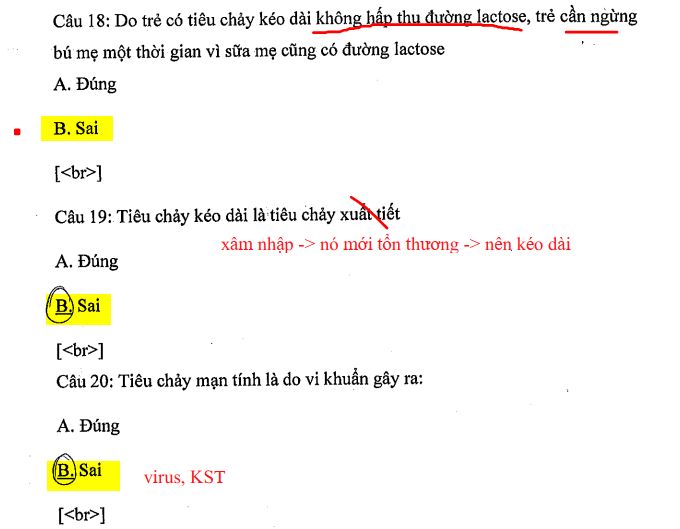 Câu 18: Do trẻ có tiêu chảy kéo dài không hấp thu đường lactose, trẻ cần ngừng
bú mẹ một thời gian vì sữa mẹ cũng có đường lactose
A. Đúng
B. Sai
[<br>]
Câu 19: Tiêu chảy kéo dài là tiêu chảy xuất tiết
xâm nhập -> nó mới tổn thương -> nên kéo dài
A. Đúng
B. Sai
[<br>]
Câu 20: Tiêu chảy mạn tính là do vi khuẩn gây ra:
A. Đúng
B. Sai
virus, KST
[<br>]